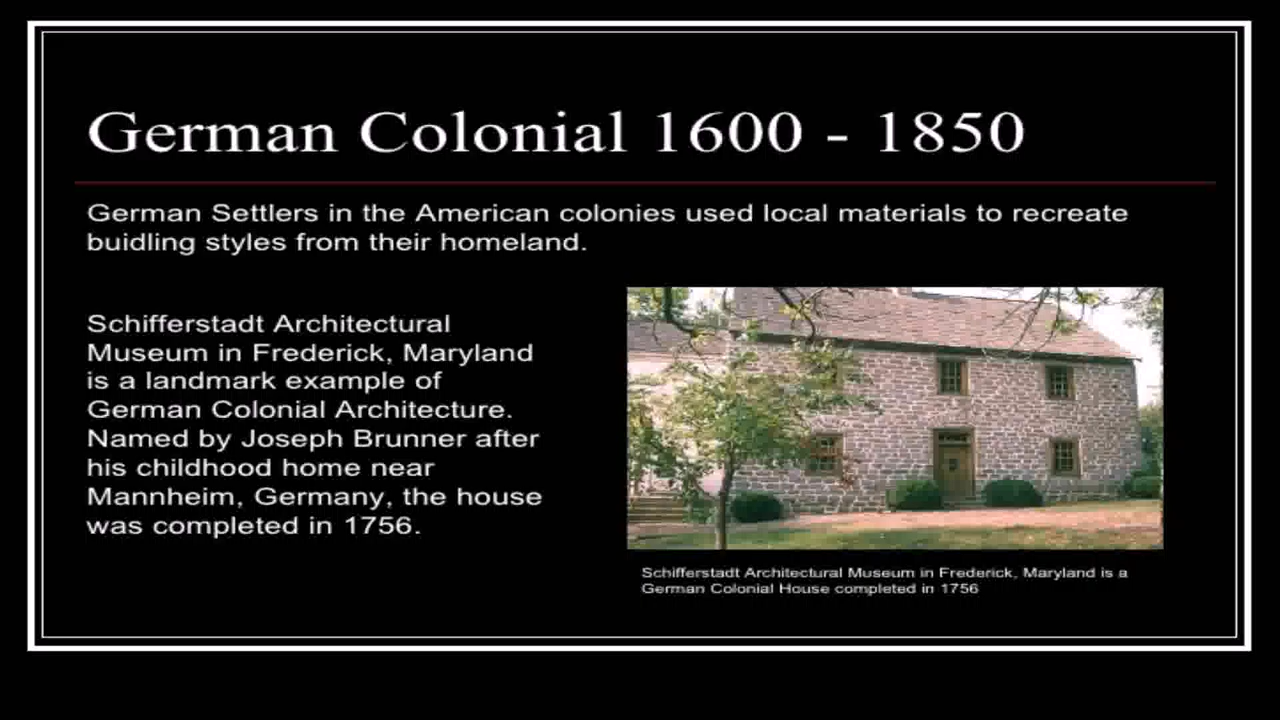 German Colonial 1600 - 1850
German Settlers in the American colonies used local materials to recreate
buidling styles from their homeland.
Schifferstadt Architectural
Museum in Frederick, Maryland
is a landmark example of
German Colonial Architecture.
Named by Joseph Brunner after
his childhood home near
Mannheim, Germany, the house
was completed in 1756.
Schifferstadt Architectural Museum in Frederick, Maryland is a
German Colonial House completed in 1756